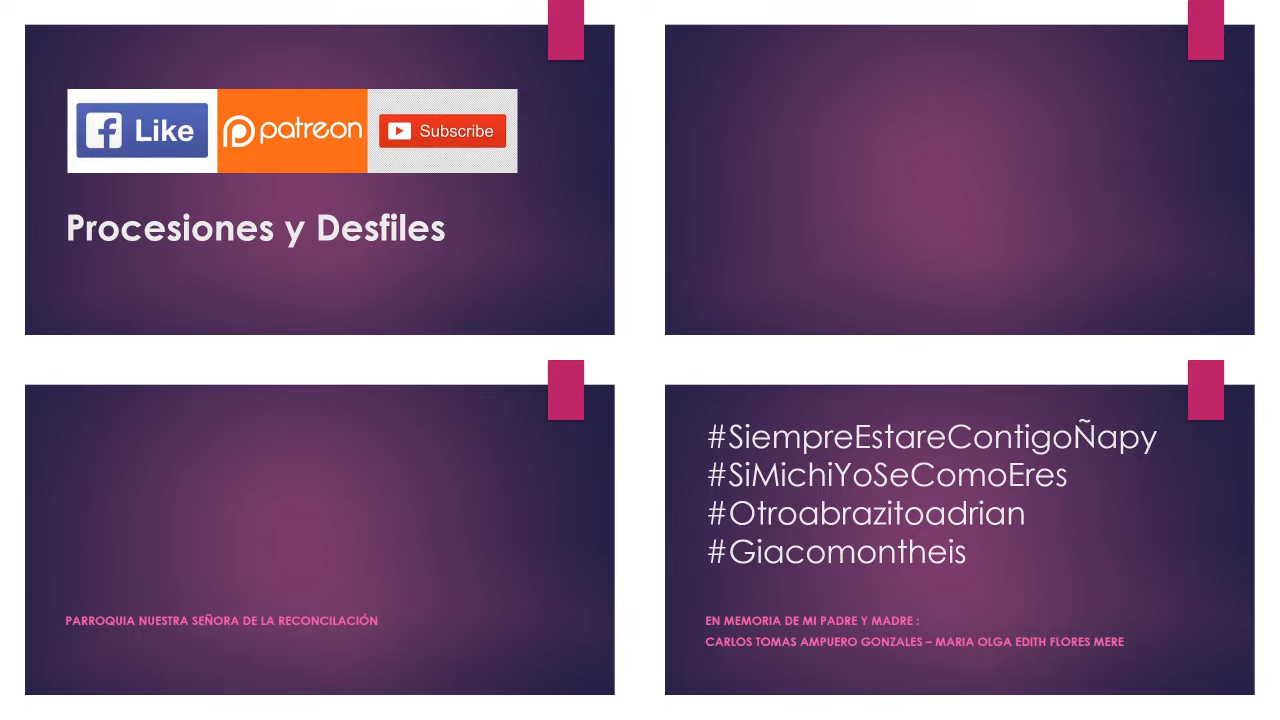 Like
patreon
Subscribe
Procesiones y Desfiles
PARROQUIA NUESTRA SEÑORA DE LA RECONCILACIÓN
#SiempreEstareContigoÑapy
#SiMichiYoSeComoEres
#Otroabrazitoadrian
#Giacomontheis
EN MEMORIA DE MI PADRE Y MADRE :
CARLOS TOMAS AMPUERO GONZALES – MARIA OLGA EDITH FLORES MERE